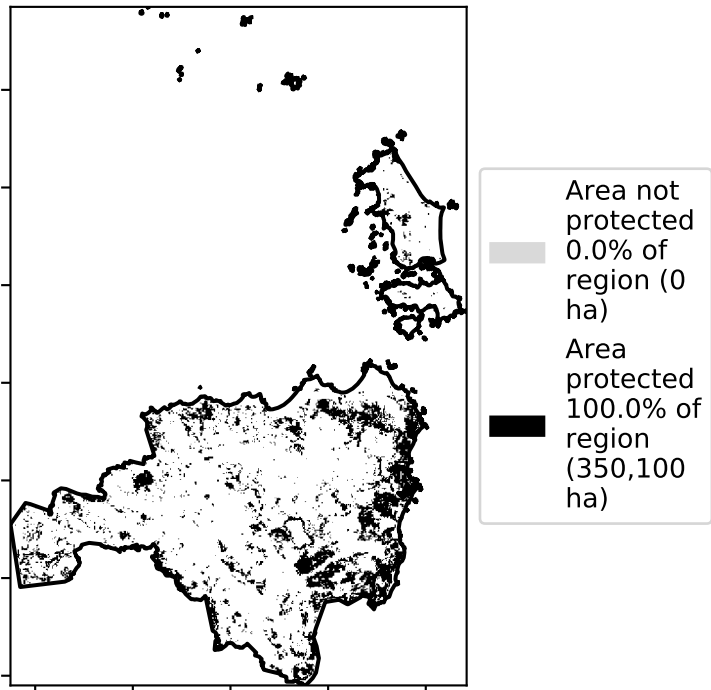 Area not
protected
0.0% of
region (0
ha)
Area
protected
100.0% of
region
(350,100
ha)